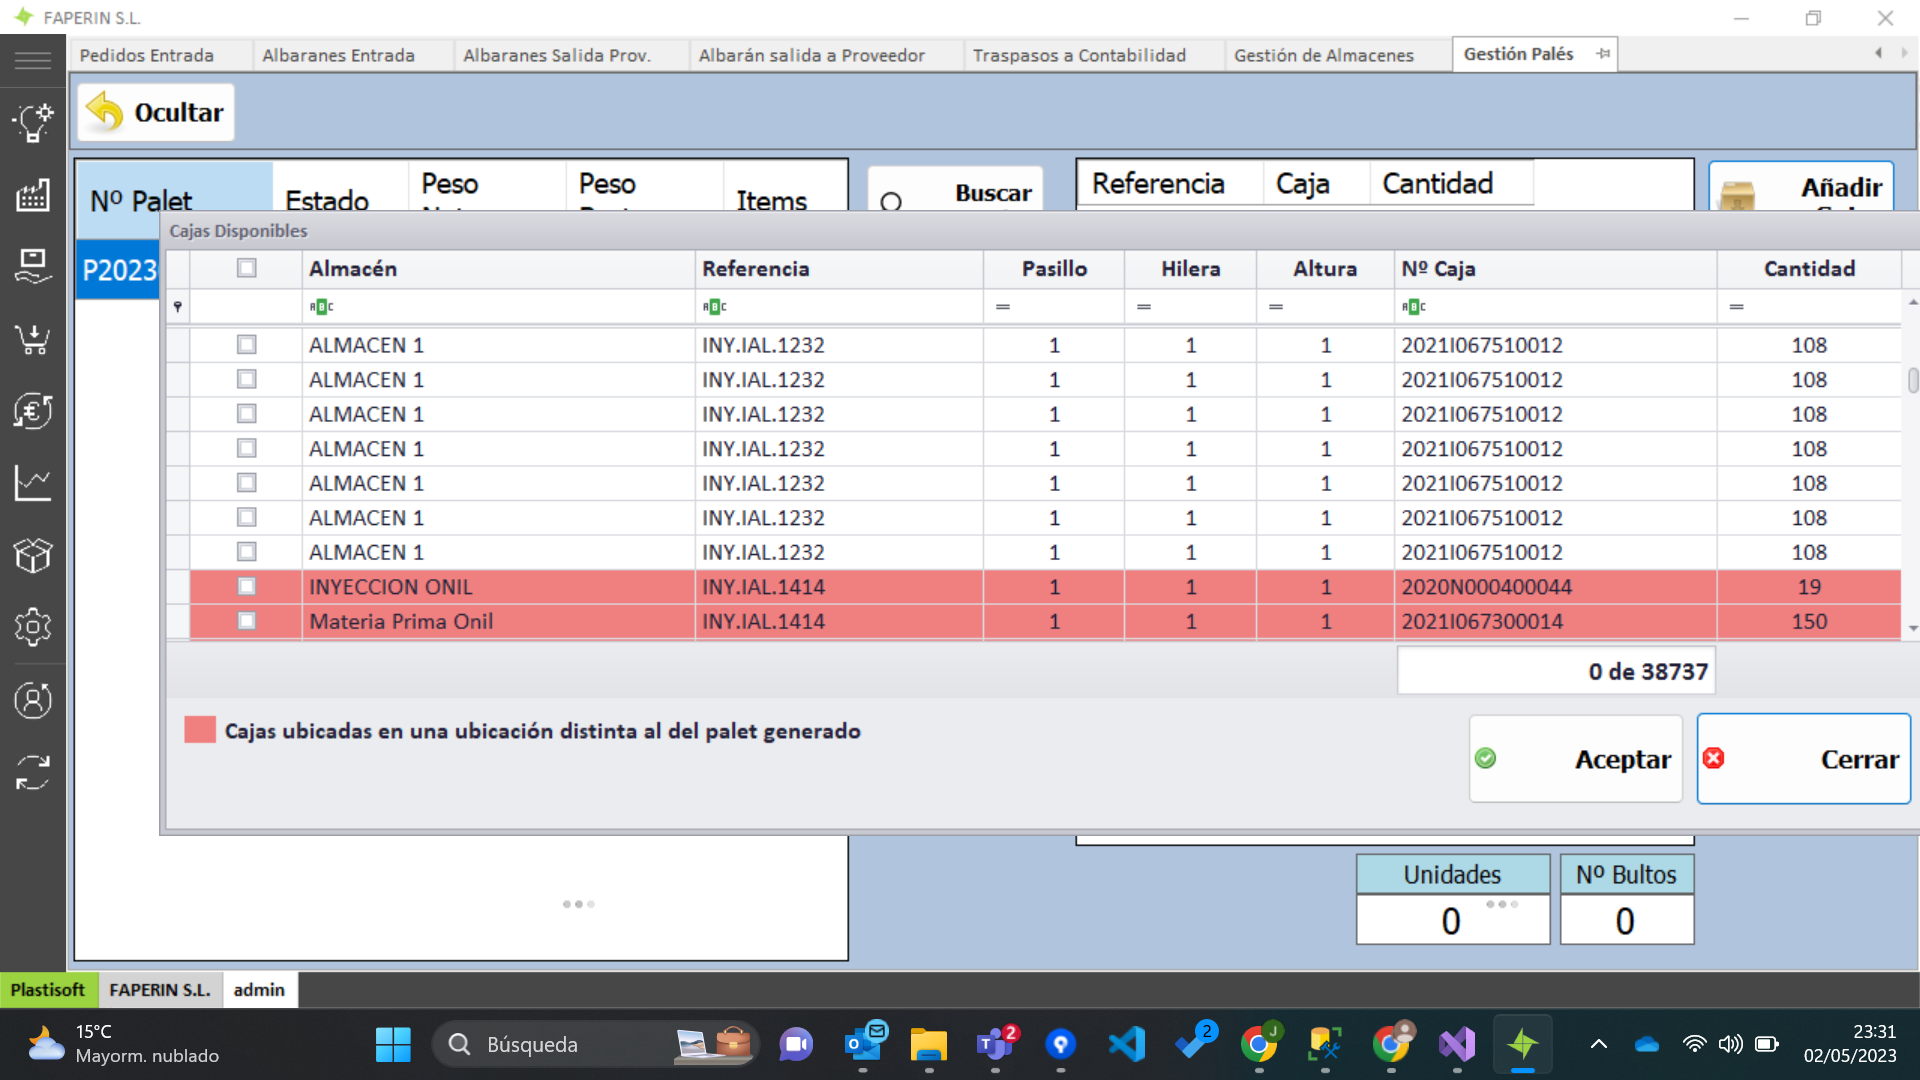 FAPERIN S.L.
Pedidos Entrada
Albaranes Entrada
Albaranes Salida Prov.
Albarán salida a Proveedor
Traspasos a Contabilidad
Gestión de Almacenes
Gestión Palés
Ocultar
Nº Palet Estado Peso Peso Items
Buscar
Referencia Caja Cantidad
Añadir
P2023
Cajas Disponibles
Almacén Referencia Pasillo Hilera Altura Nº Caja Cantidad
ABC ABC = = = ABC =
ALMACEN 1 INY.IAL.1232 1 1 1 2021I067510012 108
ALMACEN 1 INY.IAL.1232 1 1 1 2021I067510012 108
ALMACEN 1 INY.IAL.1232 1 1 1 2021I067510012 108
ALMACEN 1 INY.IAL.1232 1 1 1 2021I067510012 108
ALMACEN 1 INY.IAL.1232 1 1 1 2021I067510012 108
ALMACEN 1 INY.IAL.1232 1 1 1 2021I067510012 108
ALMACEN 1 INY.IAL.1232 1 1 1 2021I067510012 108
INYECCION ONIL INY.IAL.1414 1 1 1 2020N000400044 19
Materia Prima Onil INY.IAL.1414 1 1 1 2021I067300014 150
0 de 38737
Cajas ubicadas en una ubicación distinta al del palet generado
Aceptar
Cerrar
Unidades Nº Bultos
0 0
Plastisoft FAPERIN S.L. admin
15°C
Mayorm. nublado
Búsqueda
2
2
J
23:31
02/05/2023